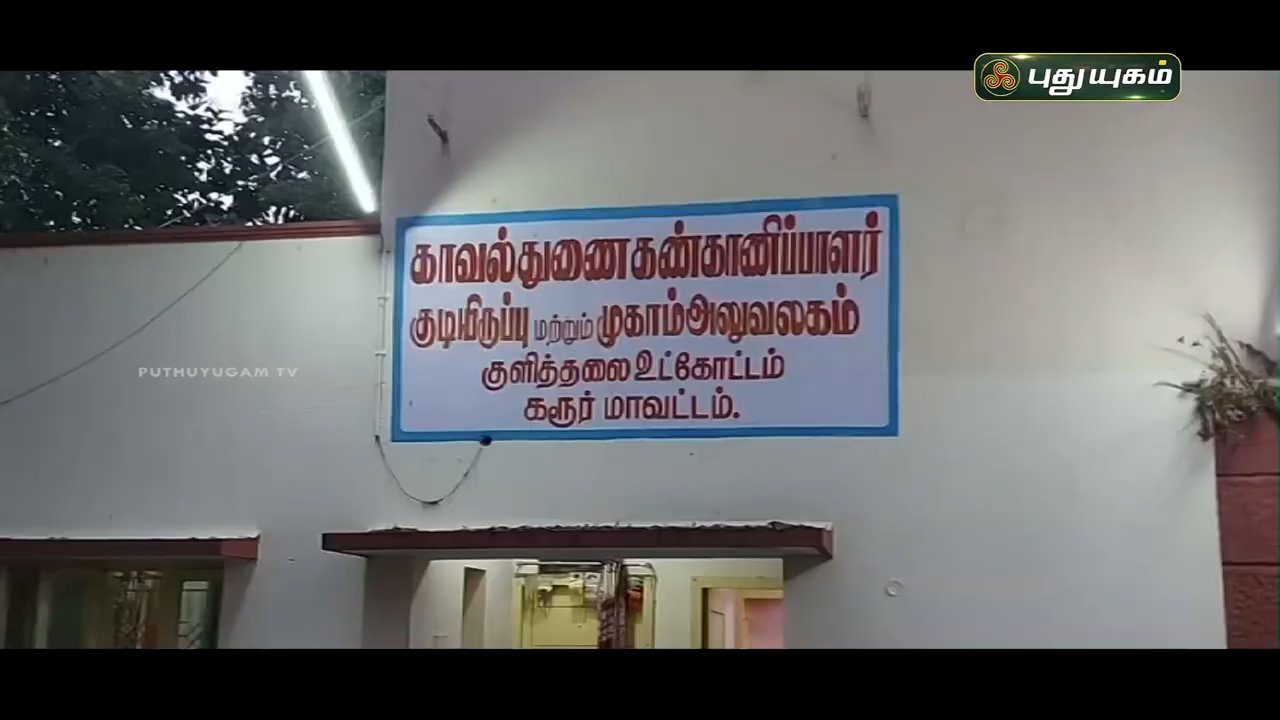 புதுயுகம்
காவல்துணைகண்காணிப்பாளர்
குடியிருப்பு மற்றும் முகாம்அலுவலகம்
குளித்தலை உட்கோட்டம்
கரூர் மாவட்டம்.
PUTHUYUGAM TV